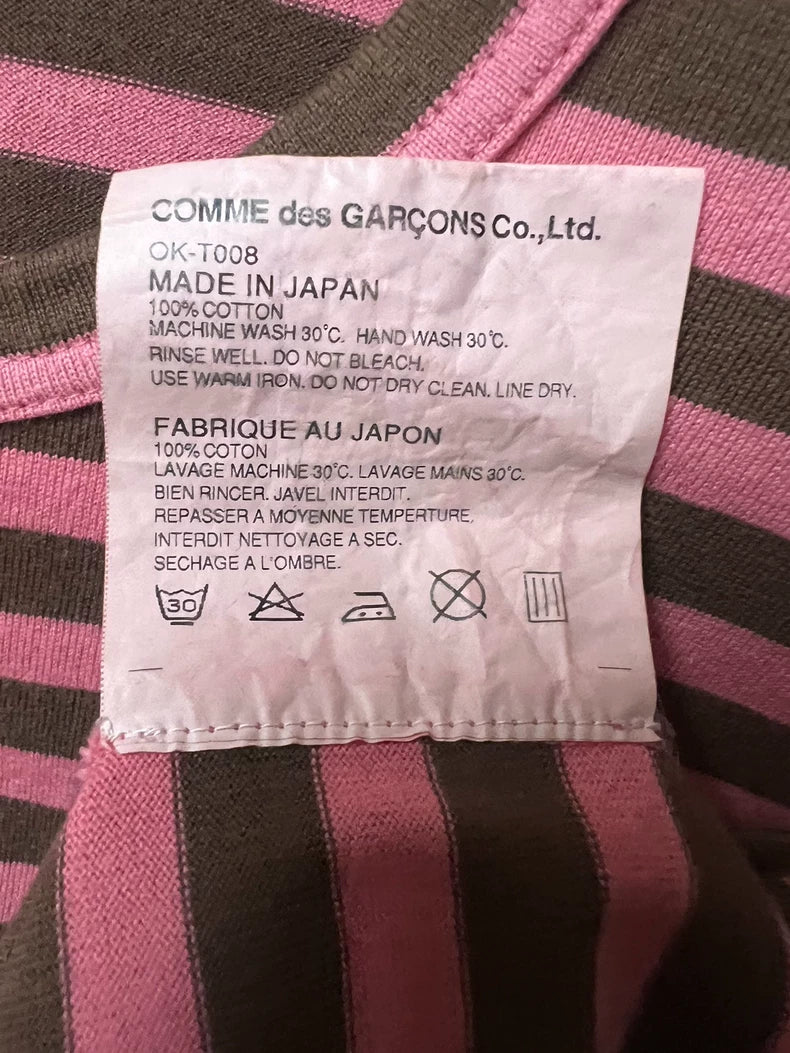 COMME des GARÇONS Co.,Ltd.
OK-T008
MADE IN JAPAN
100% COTTON
MACHINE WASH 30°C. HAND WASH 30°C.
RINSE WELL. DO NOT BLEACH.
USE WARM IRON. DO NOT DRY CLEAN. LINE DRY.
FABRIQUE AU JAPON
100% COTON
LAVAGE MACHINE 30°C. LAVAGE MAINS 30°C.
BIEN RINCER. JAVEL INTERDIT.
REPASSER A MOYENNE TEMPERTURE,
INTERDIT NETTOYAGE A SEC.
SECHAGE A L'OMBRE.
30